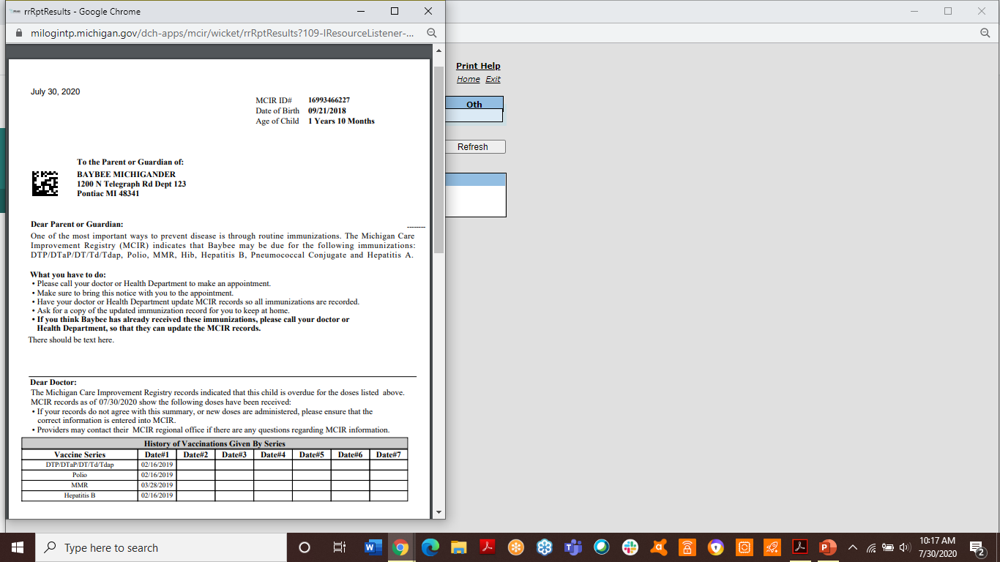 rrRptResults - Google Chrome
milogintp.michigan.gov/dch-apps/mcir/wicket/rrRptResults?109-IResourceListener-...
Print Help
Home Exit
Oth
Refresh
July 30, 2020
MCIR ID# 16993466227
Date of Birth 09/21/2018
Age of Child 1 Years 10 Months
To the Parent or Guardian of:
BAYBEE MICHIGANDER
1200 N Telegraph Rd Dept 123
Pontiac MI 48341
Dear Parent or Guardian:
--------
One of the most important ways to prevent disease is through routine immunizations. The Michigan Care
Improvement Registry (MCIR) indicates that Baybee may be due for the following immunizations:
DTP/DTaP/DT/Td/Tdap, Polio, MMR, Hib, Hepatitis B, Pneumococcal Conjugate and Hepatitis A.
What you have to do:
• Please call your doctor or Health Department to make an appointment.
• Make sure to bring this notice with you to the appointment.
• Have your doctor or Health Department update MCIR records so all immunizations are recorded.
• Ask for a copy of the updated immunization record for you to keep at home.
• If you think Baybee has already received these immunizations, please call your doctor or
Health Department, so that they can update the MCIR records.
There should be text here.
Dear Doctor:
The Michigan Care Improvement Registry records indicated that this child is overdue for the doses listed above.
MCIR records as of 07/30/2020 show the following doses have been received:
• If your records do not agree with this summary, or new doses are administered, please ensure that the
correct information is entered into MCIR.
• Providers may contact their MCIR regional office if there are any questions regarding MCIR information.
History of Vaccinations Given By Series
Vaccine Series Date#1 Date#2 Date#3 Date#4 Date#5 Date#6 Date#7
DTP/DTaP/DT/Td/Tdap 02/16/2019
Polio 02/16/2019
MMR 03/28/2019
Hepatitis B 02/16/2019
Type here to search
10:17 AM
7/30/2020
2